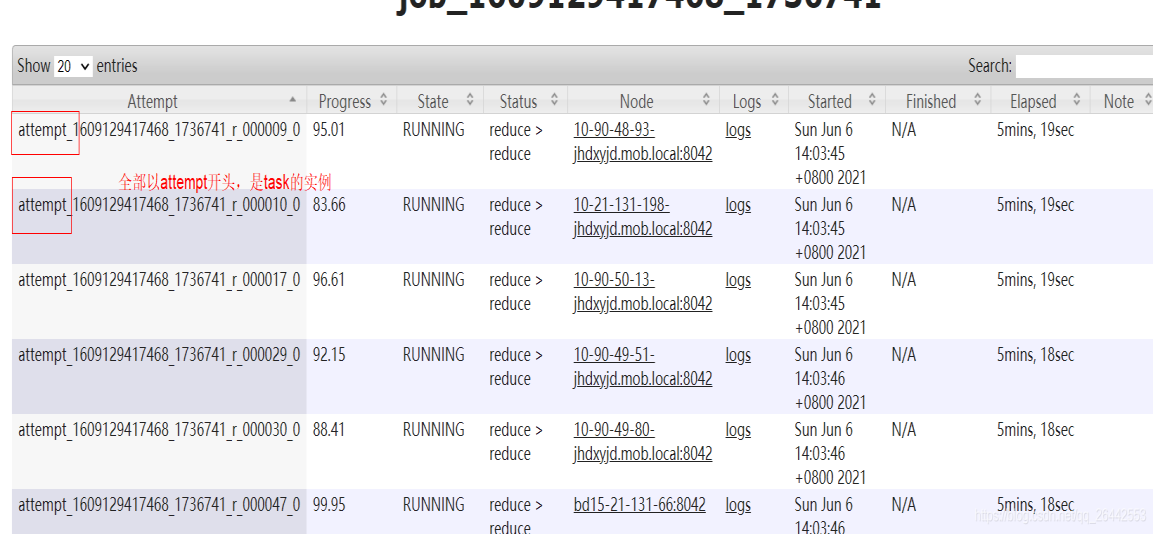 job_1609129417468_1736741
Show 20 entries Search:
Attempt Progress State Status Node Logs Started Finished Elapsed Note
attempt_1609129417468_1736741_r_000009_0 95.01 RUNNING reduce > 10-90-48-93- logs Sun Jun 6 N/A 5mins, 19sec
reduce jhdxyjd.mob.local:8042 14:03:45
+0800 2021
全部以attempt开头，是task的实例
attempt_1609129417468_1736741_r_000010_0 83.66 RUNNING reduce > 10-21-131-198- logs Sun Jun 6 N/A 5mins, 19sec
reduce jhdxyjd.mob.local:8042 14:03:45
+0800 2021
attempt_1609129417468_1736741_r_000017_0 96.61 RUNNING reduce > 10-90-50-13- logs Sun Jun 6 N/A 5mins, 19sec
reduce jhdxyjd.mob.local:8042 14:03:45
+0800 2021
attempt_1609129417468_1736741_r_000029_0 92.15 RUNNING reduce > 10-90-49-51- logs Sun Jun 6 N/A 5mins, 18sec
reduce jhdxyjd.mob.local:8042 14:03:46
+0800 2021
attempt_1609129417468_1736741_r_000030_0 88.41 RUNNING reduce > 10-90-49-80- logs Sun Jun 6 N/A 5mins, 18sec
reduce jhdxyjd.mob.local:8042 14:03:46
+0800 2021
attempt_1609129417468_1736741_r_000047_0 99.95 RUNNING reduce > bd15-21-131-66:8042 logs Sun Jun 6 N/A 5mins, 18sec
reduce 14:03:46
https://blog.csdn.net/qq_26442553